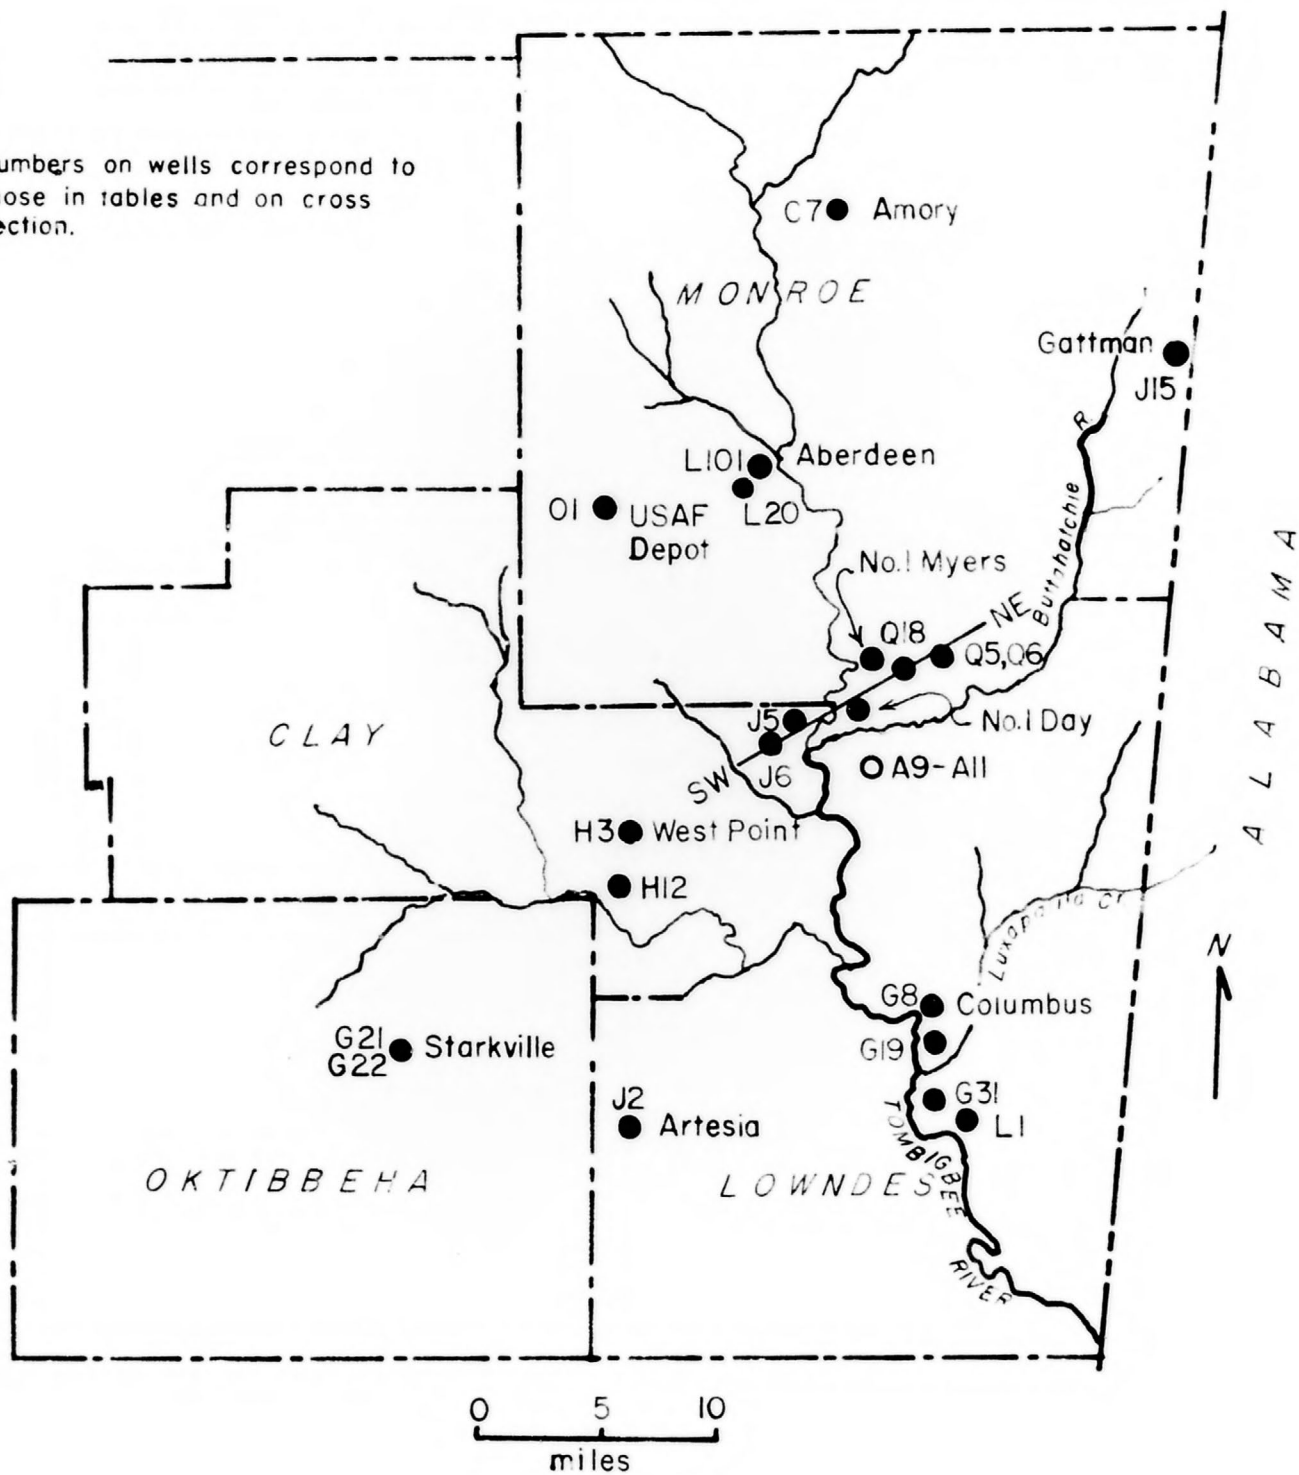 umbers on wells correspond to
ose in tables and on cross
ection.
C7 Amory
MONROE
Gattman
J15
L101 Aberdeen
L20
O1 USAF
Depot
Buttahatchie R
No.1 Myers
NE
Q18
Q5,Q6
No.1 Day
J5
J6
SW
A9-A11
CLAY
ALABAMA
H3 West Point
H12
Luxapalila Cr.
N
G8 Columbus
G19
G21
G22
Starkville
G31
L1
J2
Artesia
OKTIBBEHA
LOWNDES
TOMBIGBEE
RIVER
0 5 10
miles